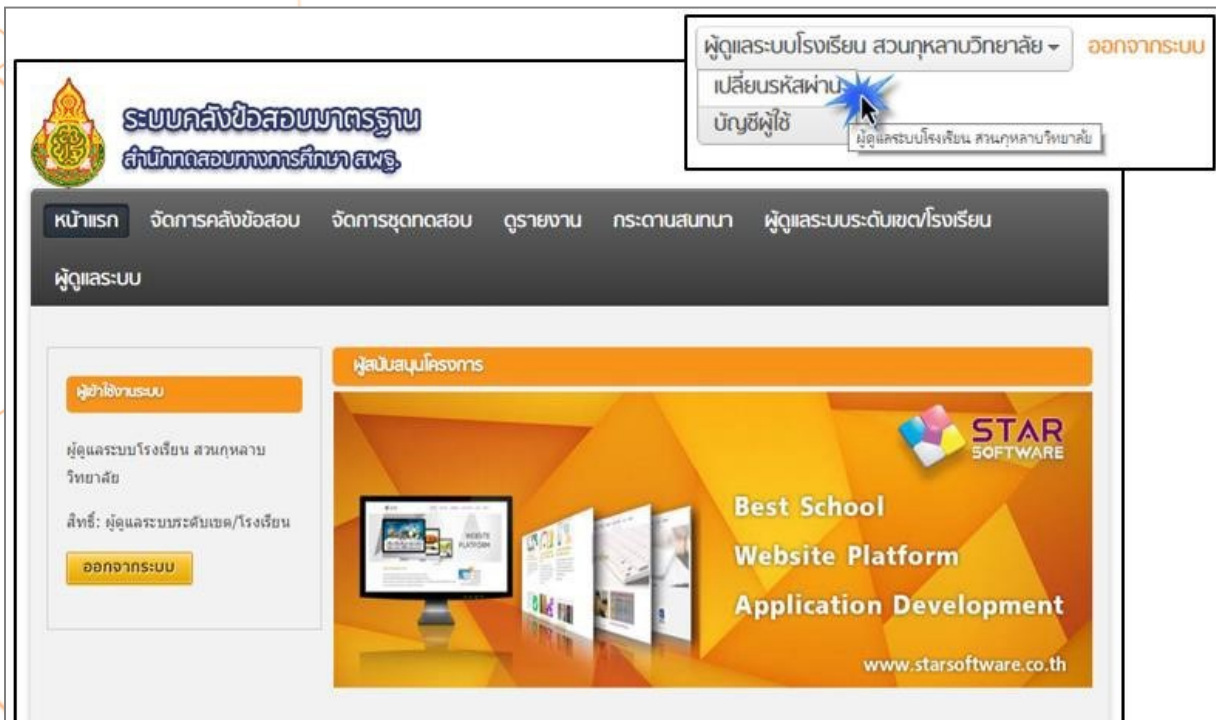 ผู้ดูแลระบบโรงเรียน สวนกุหลาบวิทยาลัย
ออกจากระบบ
เปลี่ยนรหัสผ่าน
บัญชีผู้ใช้
ผู้ดูแลระบบโรงเรียน สวนกุหลาบวิทยาลัย
ระบบคลังข้อสอบมาตรฐาน
สำนักทดสอบทางการศึกษา สพฐ.
หน้าแรก จัดการคลังข้อสอบ จัดการชุดทดสอบ ดูรายงาน กระดานสนทนา ผู้ดูแลระบบระดับเขต/โรงเรียน
ผู้ดูแลระบบ
ผู้เข้าใช้งานระบบ
ผู้ดูแลระบบโรงเรียน สวนกุหลาบ
วิทยาลัย
สิทธิ์: ผู้ดูแลระบบระดับเขต/โรงเรียน
ออกจากระบบ
ผู้สนับสนุนโครงการ
STAR
SOFTWARE
WEBSITE
PLATFORM
Best School
Website Platform
Application Development
www.starsoftware.co.th